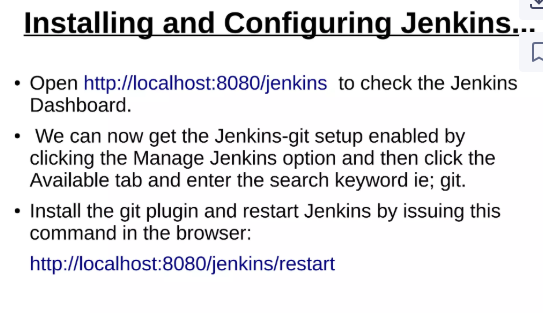 Installing and Configuring Jenkins...
• Open http://localhost:8080/jenkins to check the Jenkins
Dashboard.
• We can now get the Jenkins-git setup enabled by
clicking the Manage Jenkins option and then click the
Available tab and enter the search keyword ie; git.
• Install the git plugin and restart Jenkins by issuing this
command in the browser:
http://localhost:8080/jenkins/restart